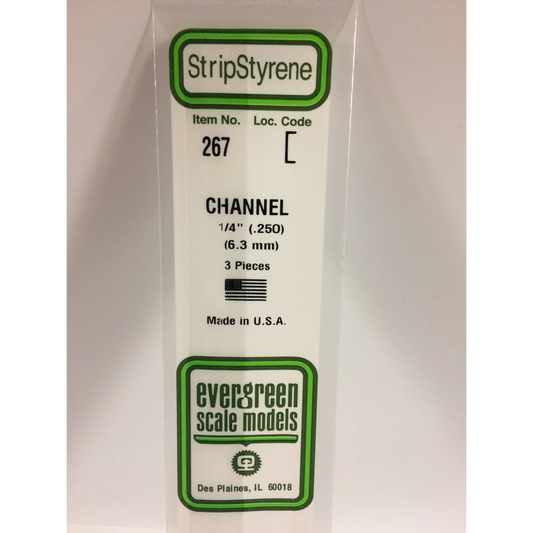 StripStyrene
Item No. Loc. Code
267 [
CHANNEL
1/4" (.250)
(6.3 mm)
3 Pieces
Made in U.S.A.
evergreen
scale models
Des Plaines, IL 60018